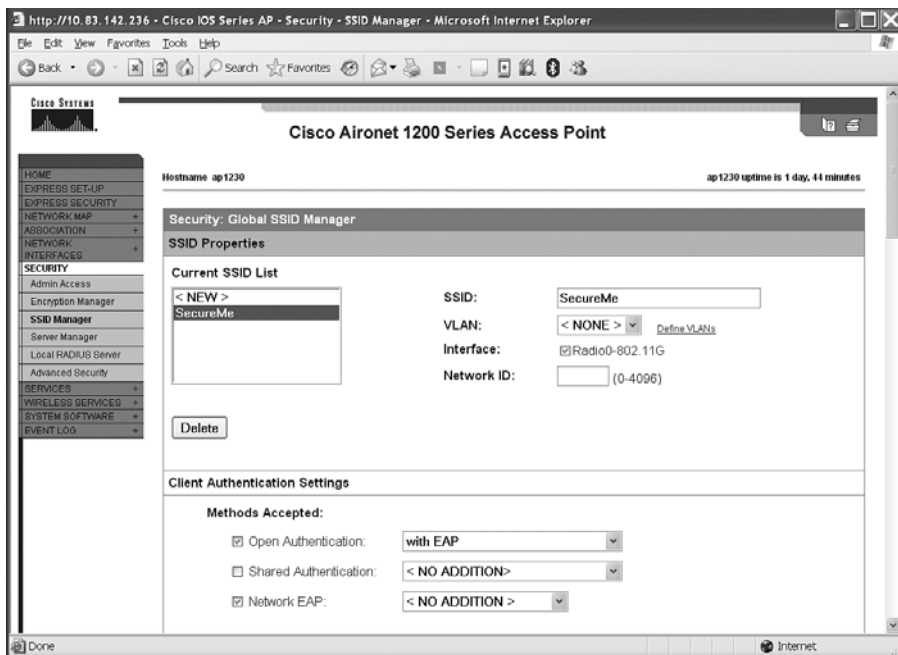 http://10.83.142.236 - Cisco IOS Series AP - Security - SSID Manager - Microsoft Internet Explorer
File Edit View Favorites Tools Help
Back Search Favorites
CISCO SYSTEMS
Cisco Aironet 1200 Series Access Point
Hostname ap1230
ap1230 uptime is 1 day, 44 minutes
HOME
EXPRESS SET-UP
EXPRESS SECURITY
NETWORK MAP +
ASSOCIATION +
NETWORK INTERFACES +
SECURITY
Admin Access
Encryption Manager
SSID Manager
Server Manager
Local RADIUS Server
Advanced Security
SERVICES +
WIRELESS SERVICES +
SYSTEM SOFTWARE +
EVENT LOG +
Security: Global SSID Manager
SSID Properties
Current SSID List
< NEW >
SecureMe
Delete
SSID: SecureMe
VLAN: < NONE > Define VLANs
Interface: Radio0-802.11G
Network ID: (0-4096)
Client Authentication Settings
Methods Accepted:
Open Authentication: with EAP
Shared Authentication: < NO ADDITION>
Network EAP: < NO ADDITION >
Done
Internet